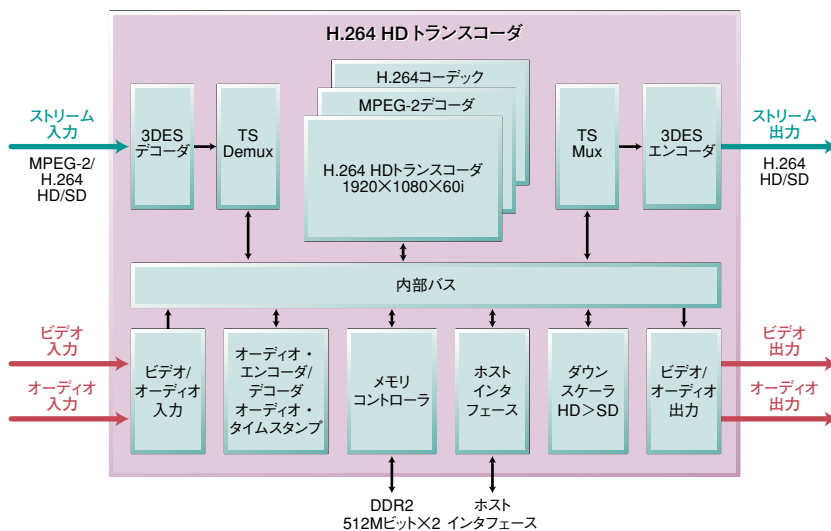 H.264 HDトランスコーダ
ストリーム
入力
MPEG-2/
H.264
HD/SD
3DES
デコーダ
TS
Demux
H.264コーデック
MPEG-2デコーダ
H.264 HDトランスコーダ
1920×1080×60i
TS
Mux
3DES
エンコーダ
ストリーム
出力
H.264
HD/SD
内部バス
ビデオ
入力
オーディオ
入力
ビデオ/
オーディオ
入力
オーディオ・
エンコーダ/
デコーダ
オーディオ・
タイムスタンプ
メモリ
コントローラ
ホスト
インタ
フェース
ダウン
スケーラ
HD>SD
ビデオ/
オーディオ
出力
ビデオ
出力
オーディオ
出力
DDR2
512Mビット×2
ホスト
インタフェース